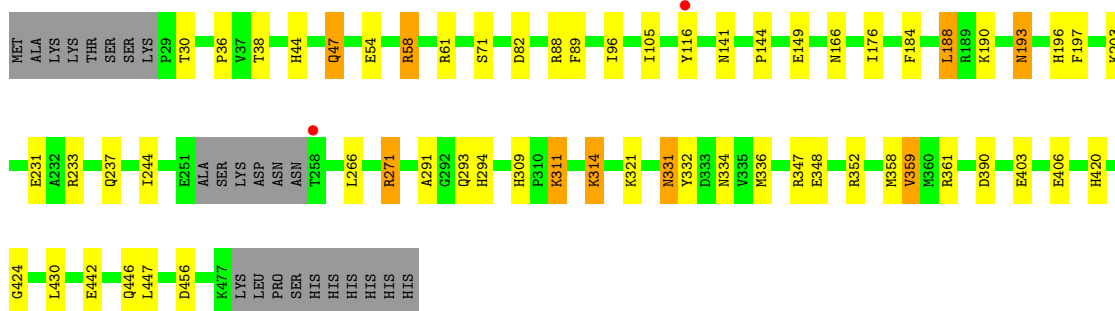 MET ALA LYS LYS THR SER SER LYS P29 T30 P36 V37 T38 H44 Q47 E54 R58 R61 S71 D82 R88 F89 I96 I105 Y116 N141 P144 E149 N166 I176 F184 L188 R189 K190 N193 H196 F197
E231 A232 R233 Q237 I244 E251 ALA SER LYS ASP ASN ASN T258 L266 R271 A291 G292 Q293 H294 H309 P310 K311 K314 K321 N331 Y332 D333 N334 V335 M336 R347 E348 R352 M358 V359 M360 R361 D390 E403 E406 H420
G424 L430 E442 Q446 L447 D456 K477 LYS LEU PRO SER HIS HIS HIS HIS HIS HIS